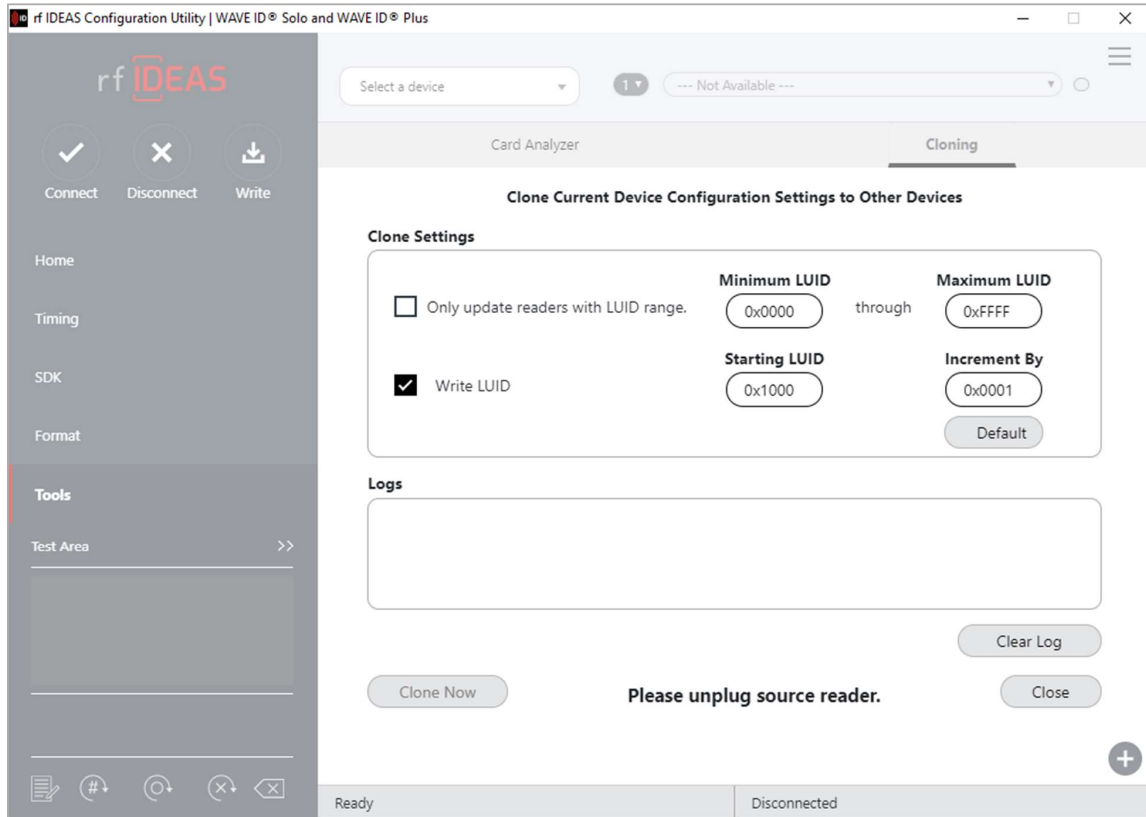 rf IDEAS Configuration Utility | WAVE ID® Solo and WAVE ID® Plus
rf IDEAS
Connect
Disconnect
Write
Home
Timing
SDK
Format
Tools
Test Area >>
Select a device
1
--- Not Available ---
Card Analyzer
Cloning
Clone Current Device Configuration Settings to Other Devices
Clone Settings
Minimum LUID
Maximum LUID
Only update readers with LUID range.
0x0000
through
0xFFFF
Starting LUID
Increment By
Write LUID
0x1000
0x0001
Default
Logs
Clear Log
Clone Now
Please unplug source reader.
Close
Ready
Disconnected